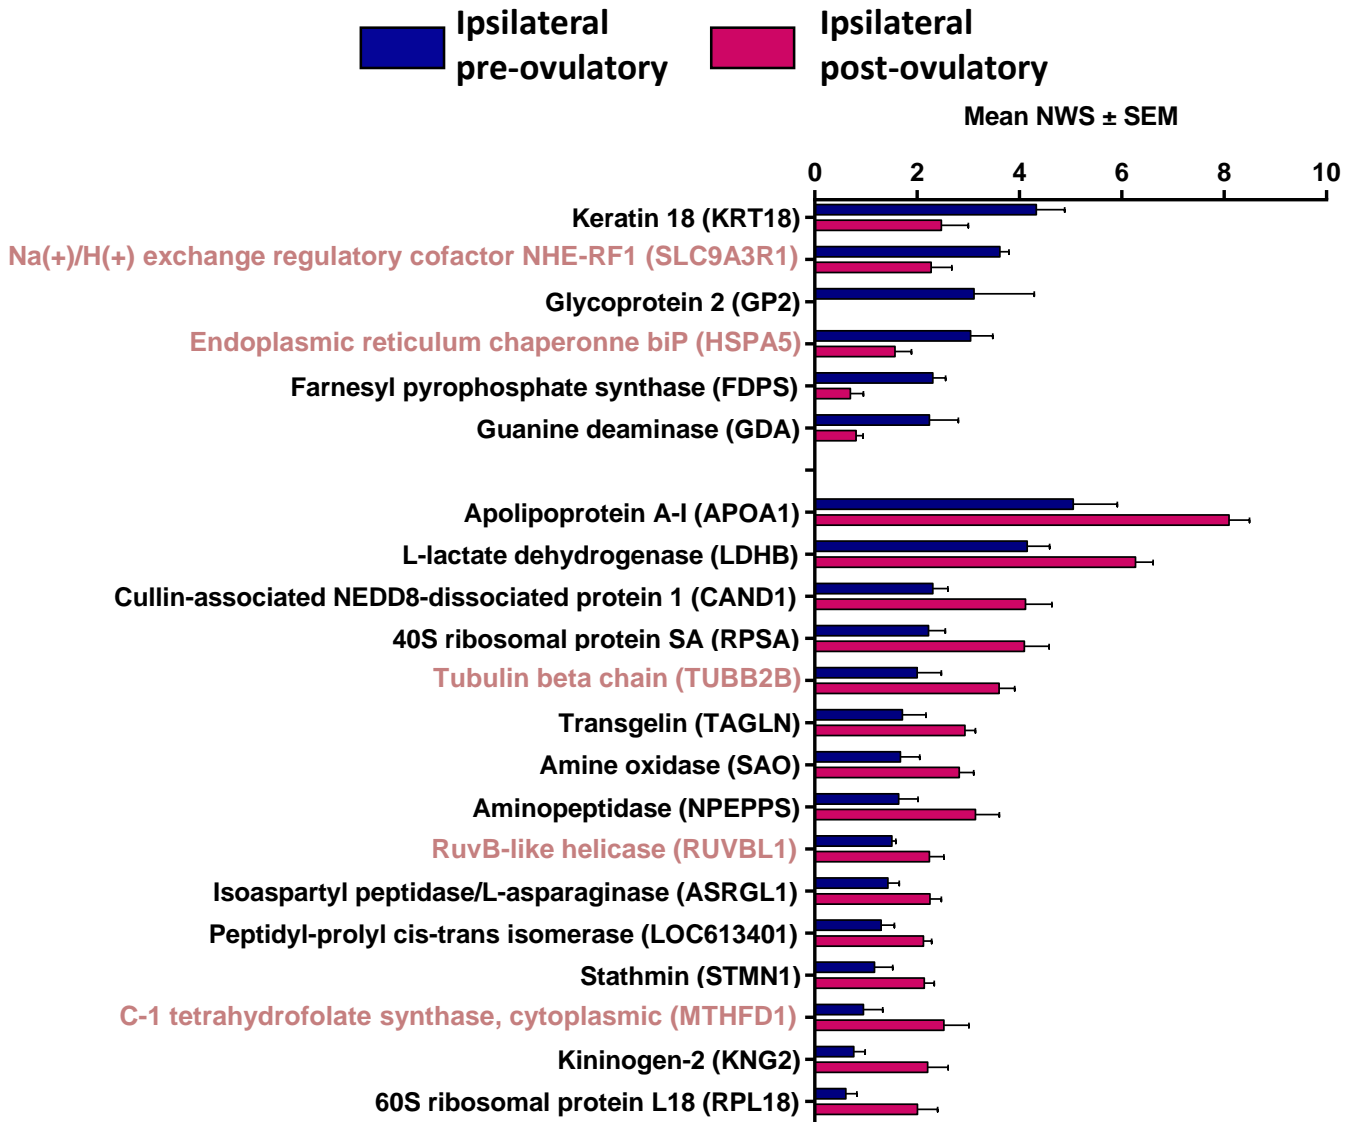 Ipsilateral
pre-ovulatory
Ipsilateral
post-ovulatory
Mean NWS ± SEM
0 2 4 6 8 10
Keratin 18 (KRT18)
Na(+)/H(+) exchange regulatory cofactor NHE-RF1 (SLC9A3R1)
Glycoprotein 2 (GP2)
Endoplasmic reticulum chaperonne biP (HSPA5)
Farnesyl pyrophosphate synthase (FDPS)
Guanine deaminase (GDA)
Apolipoprotein A-I (APOA1)
L-lactate dehydrogenase (LDHB)
Cullin-associated NEDD8-dissociated protein 1 (CAND1)
40S ribosomal protein SA (RPSA)
Tubulin beta chain (TUBB2B)
Transgelin (TAGLN)
Amine oxidase (SAO)
Aminopeptidase (NPEPPS)
RuvB-like helicase (RUVBL1)
Isoaspartyl peptidase/L-asparaginase (ASRGL1)
Peptidyl-prolyl cis-trans isomerase (LOC613401)
Stathmin (STMN1)
C-1 tetrahydrofolate synthase, cytoplasmic (MTHFD1)
Kininogen-2 (KNG2)
60S ribosomal protein L18 (RPL18)